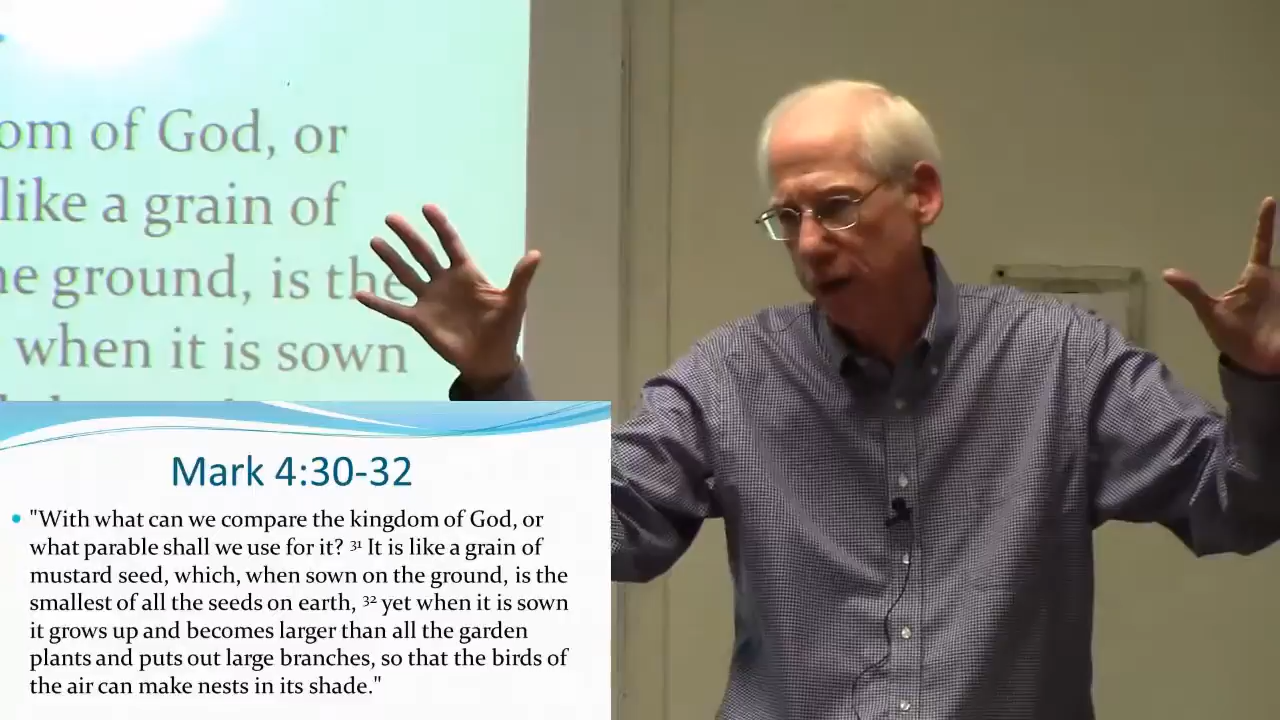 om of God, or
like a grain of
he ground, is the
when it is sown
Mark 4:30-32
• "With what can we compare the kingdom of God, or
what parable shall we use for it? ³¹ It is like a grain of
mustard seed, which, when sown on the ground, is the
smallest of all the seeds on earth, ³² yet when it is sown
it grows up and becomes larger than all the garden
plants and puts out large branches, so that the birds of
the air can make nests in its shade."